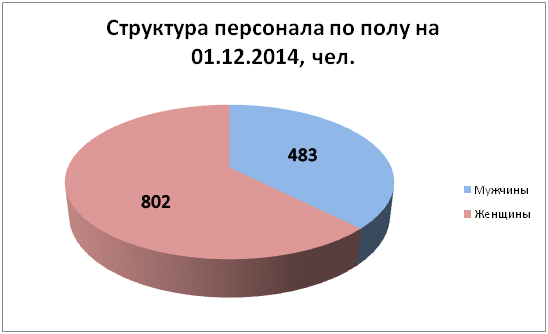 Структура персонала по полу на
01.12.2014, чел.
483
802
Мужчины
Женщины